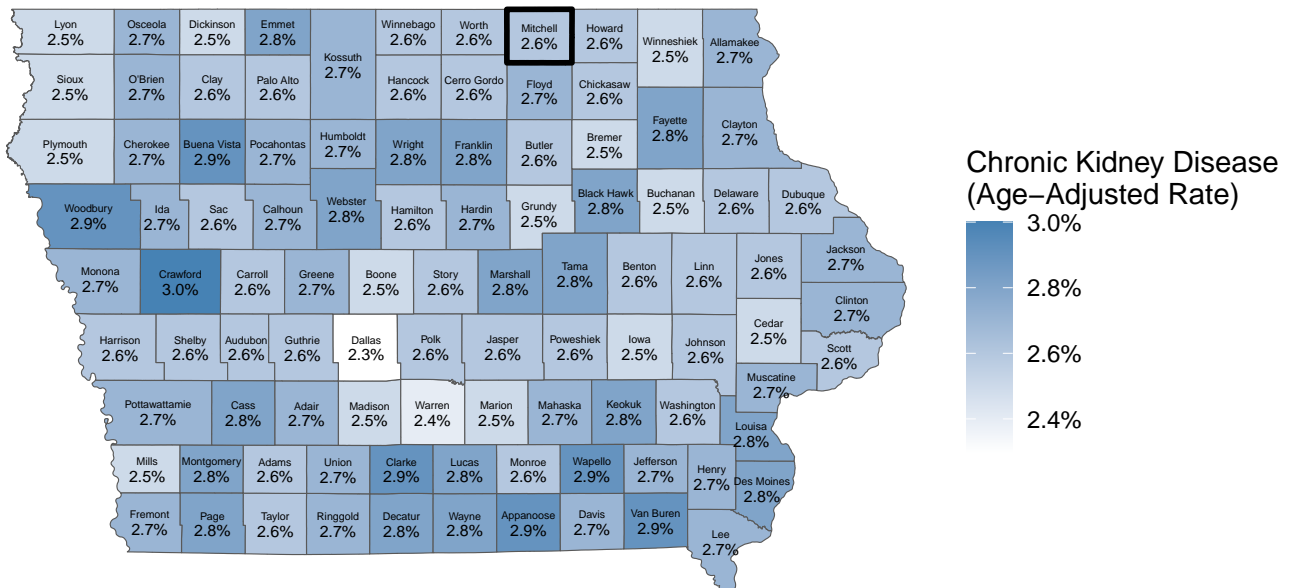 Lyon
2.5%
Osceola
2.7%
Dickinson
2.5%
Emmet
2.8%
Kossuth
2.7%
Winnebago
2.6%
Worth
2.6%
Mitchell
2.6%
Howard
2.6%
Winneshiek
2.5%
Allamakee
2.7%
Sioux
2.5%
O'Brien
2.7%
Clay
2.6%
Palo Alto
2.6%
Hancock
2.6%
Cerro Gordo
2.6%
Floyd
2.7%
Chickasaw
2.6%
Fayette
2.8%
Clayton
2.7%
Plymouth
2.5%
Cherokee
2.7%
Buena Vista
2.9%
Pocahontas
2.7%
Humboldt
2.7%
Wright
2.8%
Franklin
2.8%
Butler
2.6%
Bremer
2.5%
Woodbury
2.9%
Ida
2.7%
Sac
2.6%
Calhoun
2.7%
Webster
2.8%
Hamilton
2.6%
Hardin
2.7%
Grundy
2.5%
Black Hawk
2.8%
Buchanan
2.5%
Delaware
2.6%
Dubuque
2.6%
Monona
2.7%
Crawford
3.0%
Carroll
2.6%
Greene
2.7%
Boone
2.5%
Story
2.6%
Marshall
2.8%
Tama
2.8%
Benton
2.6%
Linn
2.6%
Jones
2.6%
Jackson
2.7%
Clinton
2.7%
Harrison
2.6%
Shelby
2.6%
Audubon
2.6%
Guthrie
2.6%
Dallas
2.3%
Polk
2.6%
Jasper
2.6%
Poweshiek
2.6%
Iowa
2.5%
Johnson
2.6%
Cedar
2.5%
Scott
2.6%
Muscatine
2.7%
Pottawattamie
2.7%
Cass
2.8%
Adair
2.7%
Madison
2.5%
Warren
2.4%
Marion
2.5%
Mahaska
2.7%
Keokuk
2.8%
Washington
2.6%
Louisa
2.8%
Mills
2.5%
Montgomery
2.8%
Adams
2.6%
Union
2.7%
Clarke
2.9%
Lucas
2.8%
Monroe
2.6%
Wapello
2.9%
Jefferson
2.7%
Henry
2.7%
Des Moines
2.8%
Fremont
2.7%
Page
2.8%
Taylor
2.6%
Ringgold
2.7%
Decatur
2.8%
Wayne
2.8%
Appanoose
2.9%
Davis
2.7%
Van Buren
2.9%
Lee
2.7%
Chronic Kidney Disease
(Age−Adjusted Rate)
3.0%
2.8%
2.6%
2.4%